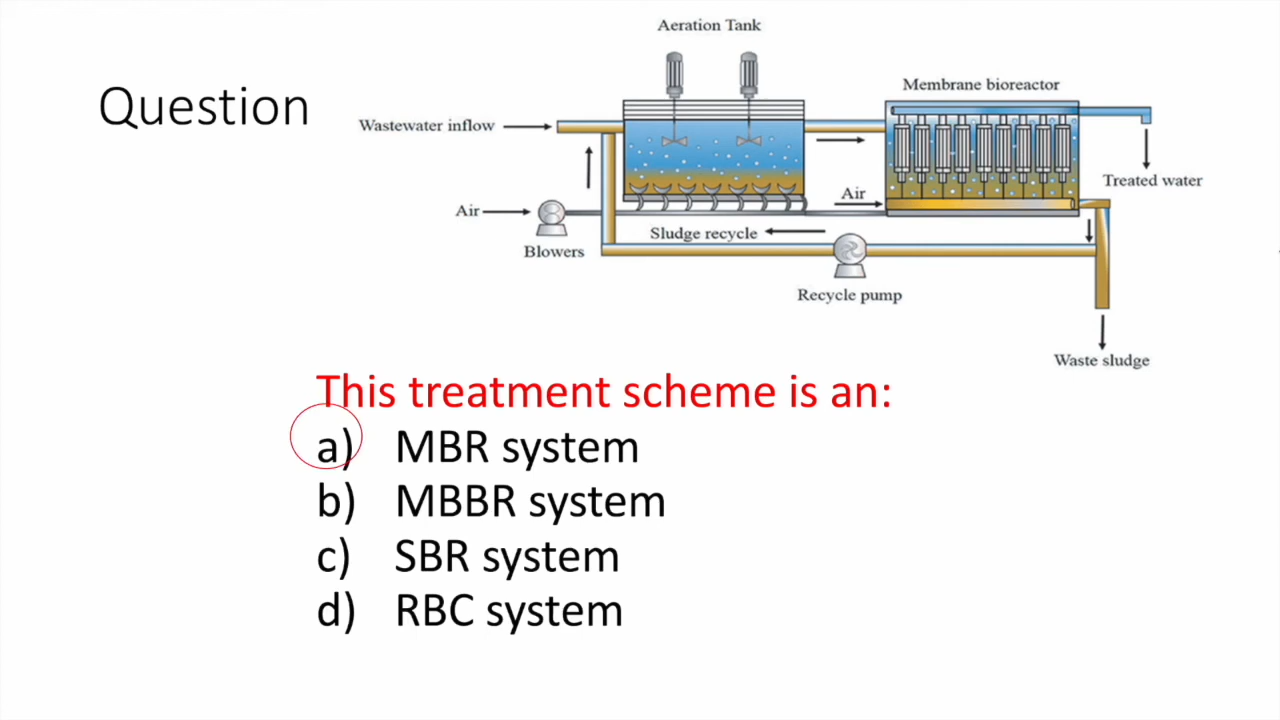 Aeration Tank
Question
Membrane bioreactor
Wastewater inflow
Treated water
Air
Air
Sludge recycle
Blowers
Recycle pump
Waste sludge
This treatment scheme is an:
a) MBR system
b) MBBR system
c) SBR system
d) RBC system